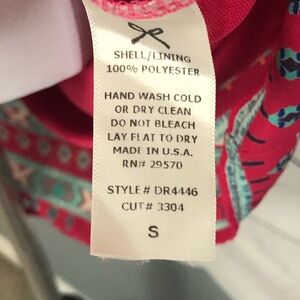 SHELL/LINING
100% POLYESTER
HAND WASH COLD
OR DRY CLEAN
DO NOT BLEACH
LAY FLAT TO DRY
MADE IN U.S.A.
RN# 29570
STYLE # DR4446
CUT# 3304
S